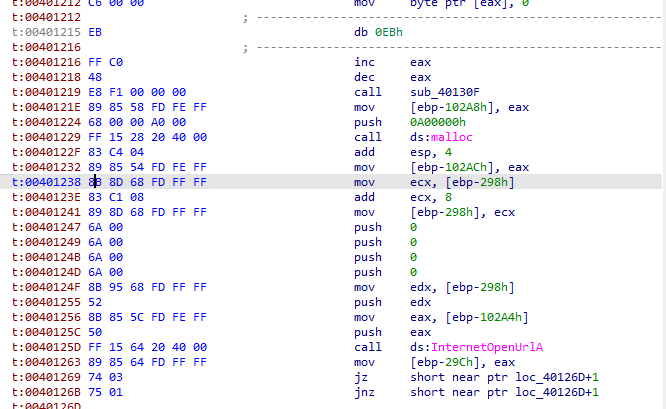 t:00401212 C6 00 00 mov byte ptr [eax], 0
t:00401212 ; ---------------------------------------------------------
t:00401215 EB db 0EBh
t:00401216 ; ---------------------------------------------------------
t:00401216 FF C0 inc eax
t:00401218 48 dec eax
t:00401219 E8 F1 00 00 00 call sub_40130F
t:0040121E 89 85 58 FD FE FF mov [ebp-102A8h], eax
t:00401224 68 00 00 A0 00 push 0A00000h
t:00401229 FF 15 28 20 40 00 call ds:malloc
t:0040122F 83 C4 04 add esp, 4
t:00401232 89 85 54 FD FE FF mov [ebp-102ACh], eax
t:00401238 8B 8D 68 FD FF FF mov ecx, [ebp-298h]
t:0040123E 83 C1 08 add ecx, 8
t:00401241 89 8D 68 FD FF FF mov [ebp-298h], ecx
t:00401247 6A 00 push 0
t:00401249 6A 00 push 0
t:0040124B 6A 00 push 0
t:0040124D 6A 00 push 0
t:0040124F 8B 95 68 FD FF FF mov edx, [ebp-298h]
t:00401255 52 push edx
t:00401256 8B 85 5C FD FE FF mov eax, [ebp-102A4h]
t:0040125C 50 push eax
t:0040125D FF 15 64 20 40 00 call ds:InternetOpenUrlA
t:00401263 89 85 64 FD FF FF mov [ebp-29Ch], eax
t:00401269 74 03 jz short near ptr loc_40126D+1
t:0040126B 75 01 jnz short near ptr loc_40126D+1
t:0040126D